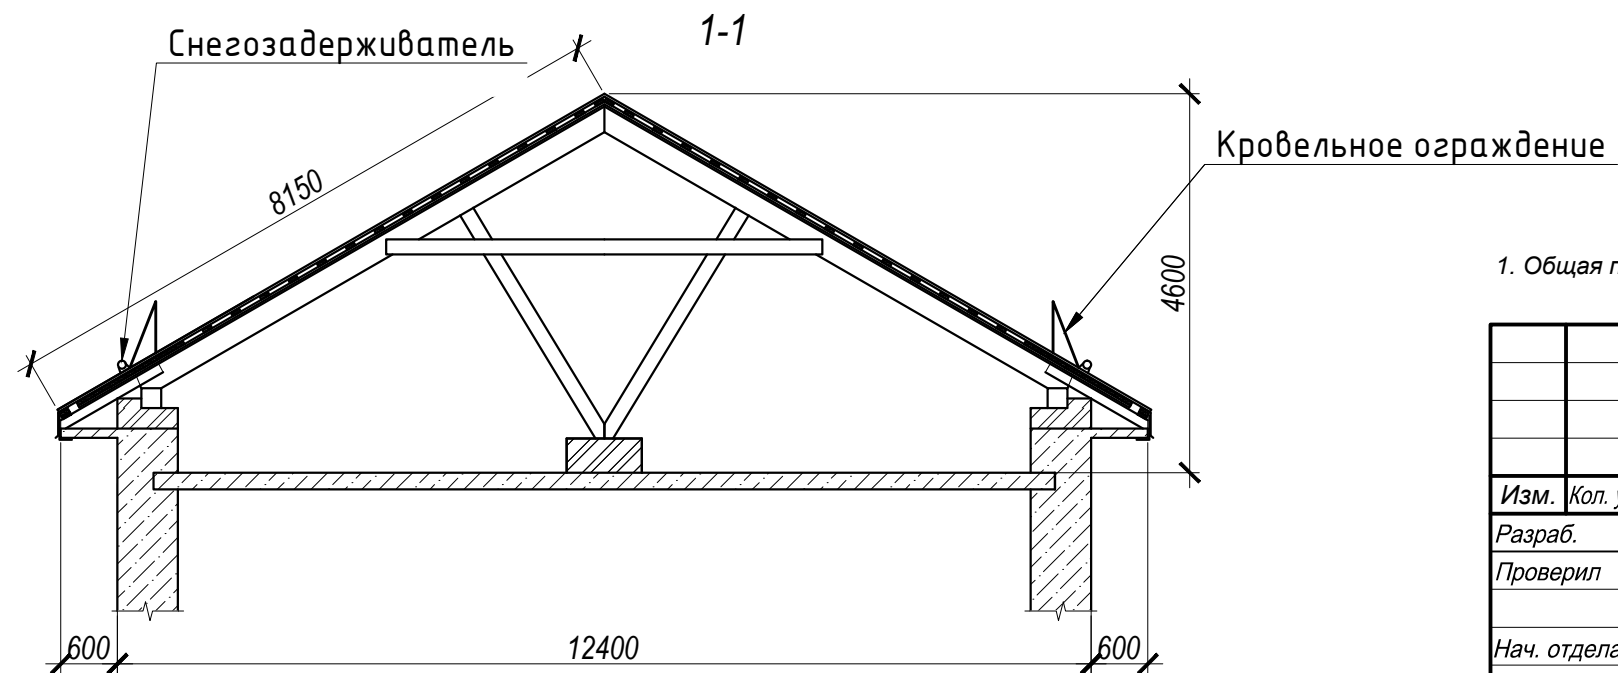 1-1
Снегозадерживатель
Кровельное ограждение
8150
4600
1. Общая
Изм. Кол.
Разраб.
Проверил
Нач. отдела
600 12400 600